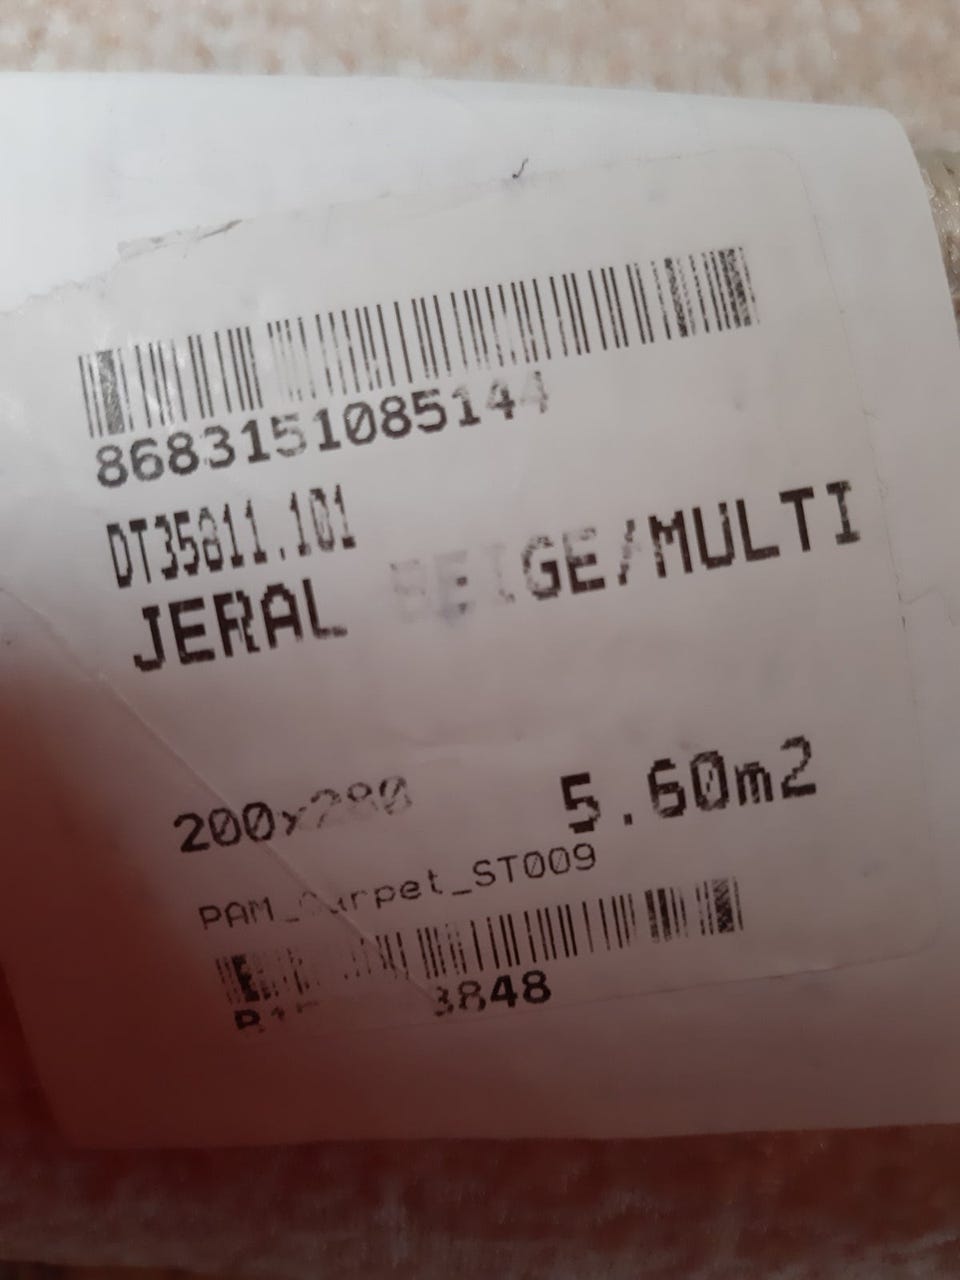 8683151085144
DT35811.101
JERAL BEIGE/MULTI
200x280 5.60m2
PAM_Carpet_ST009
3848